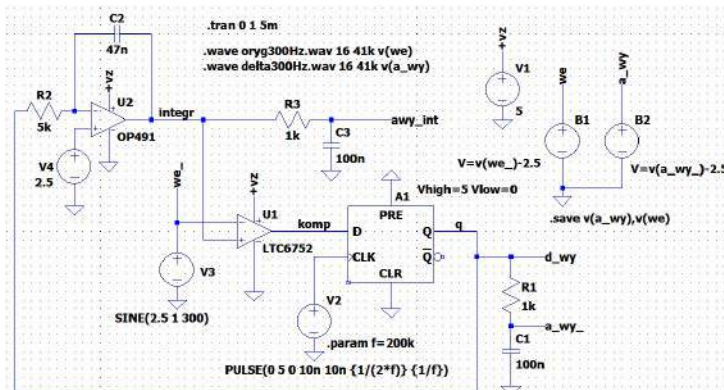 C2
.tran 0 1 5m
47n
.wave oryg300Hz.wav 16 41k v(we)
.wave delta300Hz.wav 16 41k v(a_wy)
+vz
V1
5
we
a_wy
B1
B2
V=v(we_)-2.5
V=v(a_wy_)-2.5
.save v(a_wy),v(we)
R2
5k
+vz
U2
OP491
integr
R3
1k
awy_int
C3
100n
V4
2.5
we_
+vz
U1
LTC6752
komp
A1
Vhigh=5 Vlow=0
PRE
D
Q
q
CLK
Q
CLR
d_wy
V3
SINE(2.5 1 300)
V2
.param f=200k
PULSE(0 5 0 10n 10n {1/(2*f)} {1/f})
R1
1k
a_wy_
C1
100n